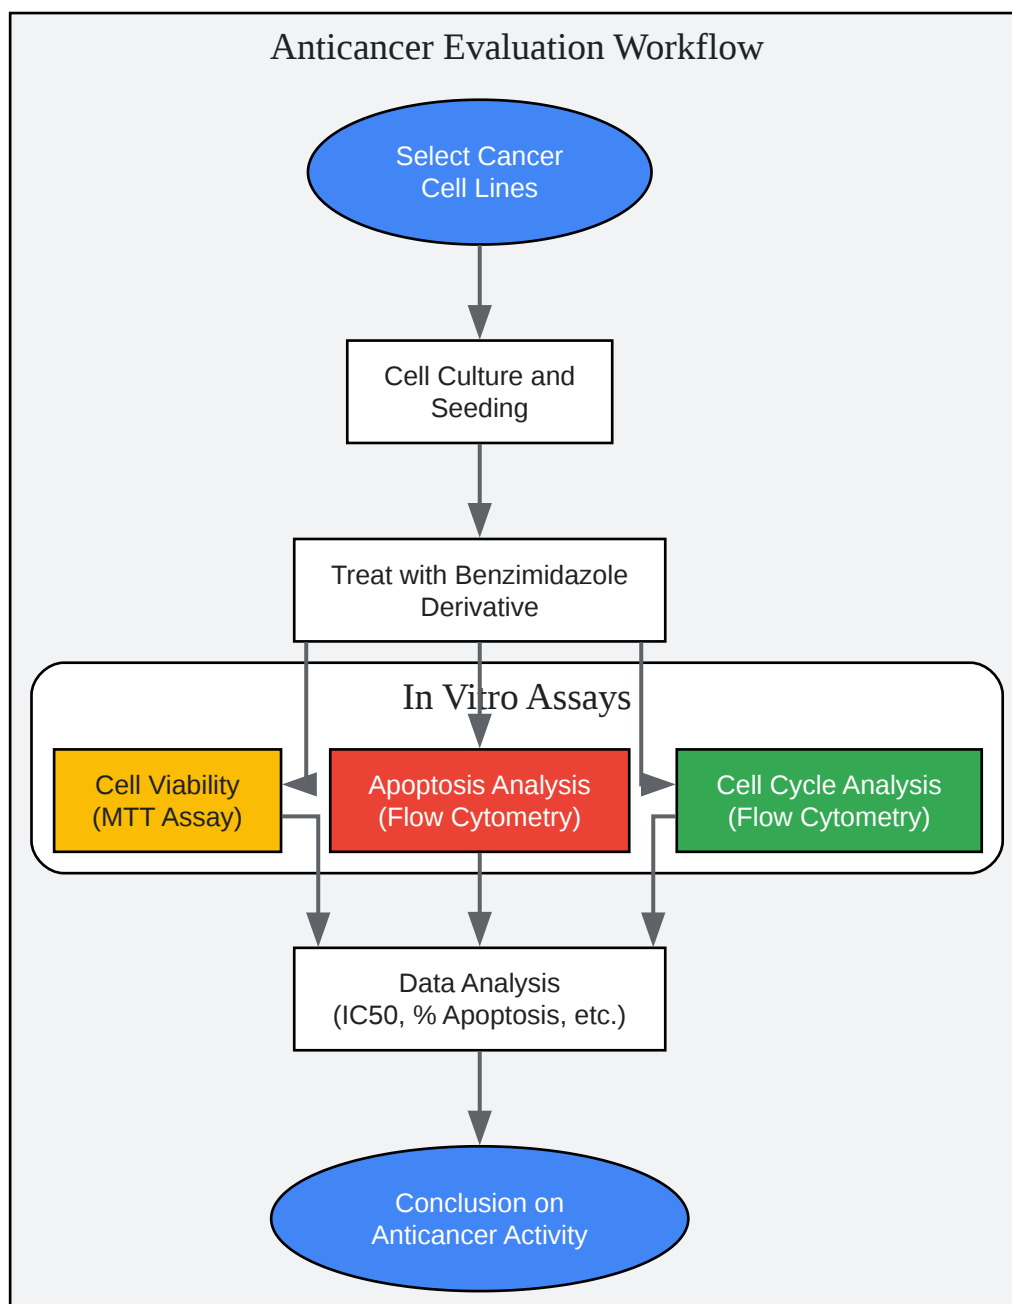 Anticancer Evaluation Workflow
Select Cancer
Cell Lines
Cell Culture and
Seeding
Treat with Benzimidazole
Derivative
In Vitro Assays
Cell Viability
(MTT Assay)
Apoptosis Analysis
(Flow Cytometry)
Cell Cycle Analysis
(Flow Cytometry)
Data Analysis
(IC50, % Apoptosis, etc.)
Conclusion on
Anticancer Activity